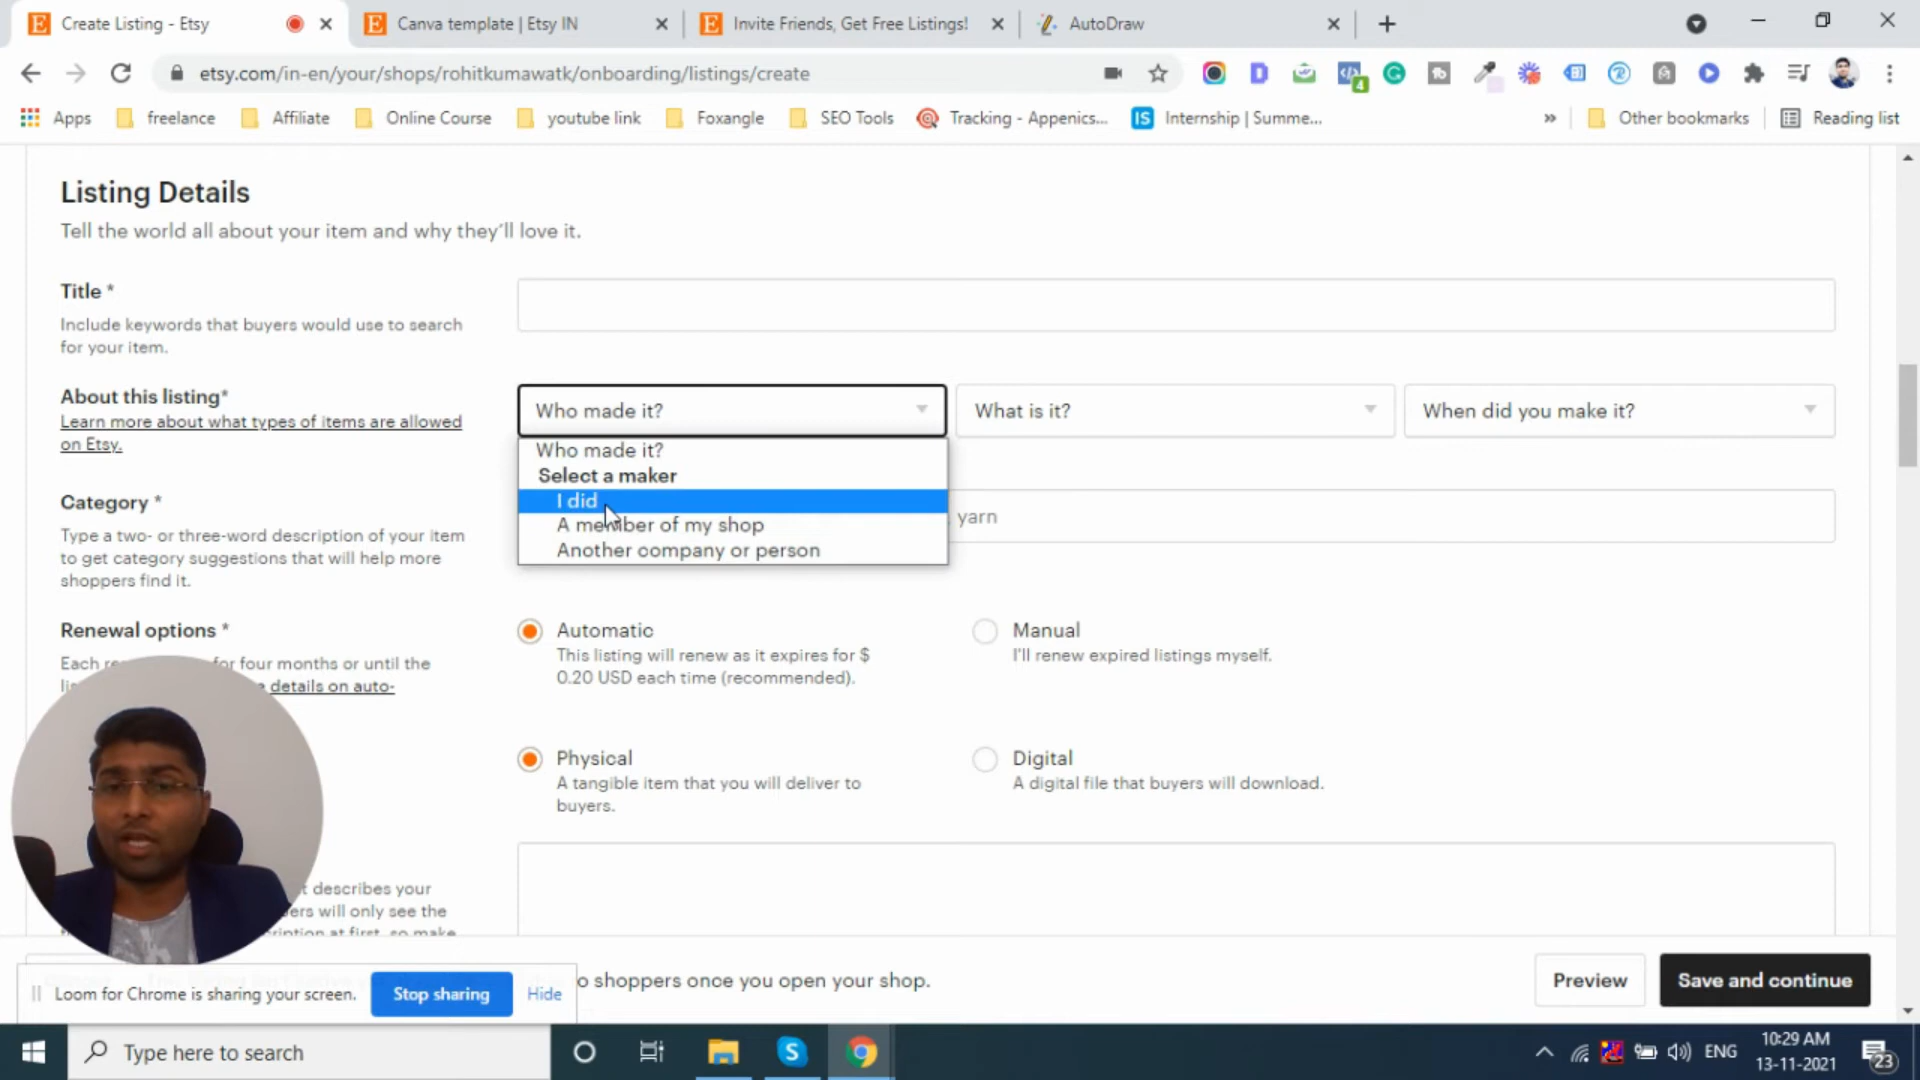 Create Listing - Etsy
Canva template | Etsy IN
Invite Friends, Get Free Listings!
AutoDraw
etsy.com/in-en/your/shops/rohitkumawatk/onboarding/listings/create
4
Apps
freelance
Affiliate
Online Course
youtube link
Foxangle
SEO Tools
Tracking - Appenics...
IS
Internship | Summe...
»
Other bookmarks
Reading list
Listing Details
Tell the world all about your item and why they'll love it.
Title *
Include keywords that buyers would use to search
for your item.
About this listing*
Learn more about what types of items are allowed
on Etsy.
Who made it?
What is it?
When did you make it?
Who made it?
Select a maker
I did
A member of my shop
Another company or person
Category *
Type a two- or three-word description of your item
to get category suggestions that will help more
shoppers find it.
yarn
Renewal options *
for four months or until the
details on auto-
Automatic
This listing will renew as it expires for $
0.20 USD each time (recommended).
Manual
I'll renew expired listings myself.
Physical
A tangible item that you will deliver to
buyers.
Digital
A digital file that buyers will download.
t describes your
ers will only see the
cription at first, so make
o shoppers once you open your shop.
Preview
Save and continue
Loom for Chrome is sharing your screen.
Stop sharing
Hide
Type here to search
ENG
10:29 AM
13-11-2021
23